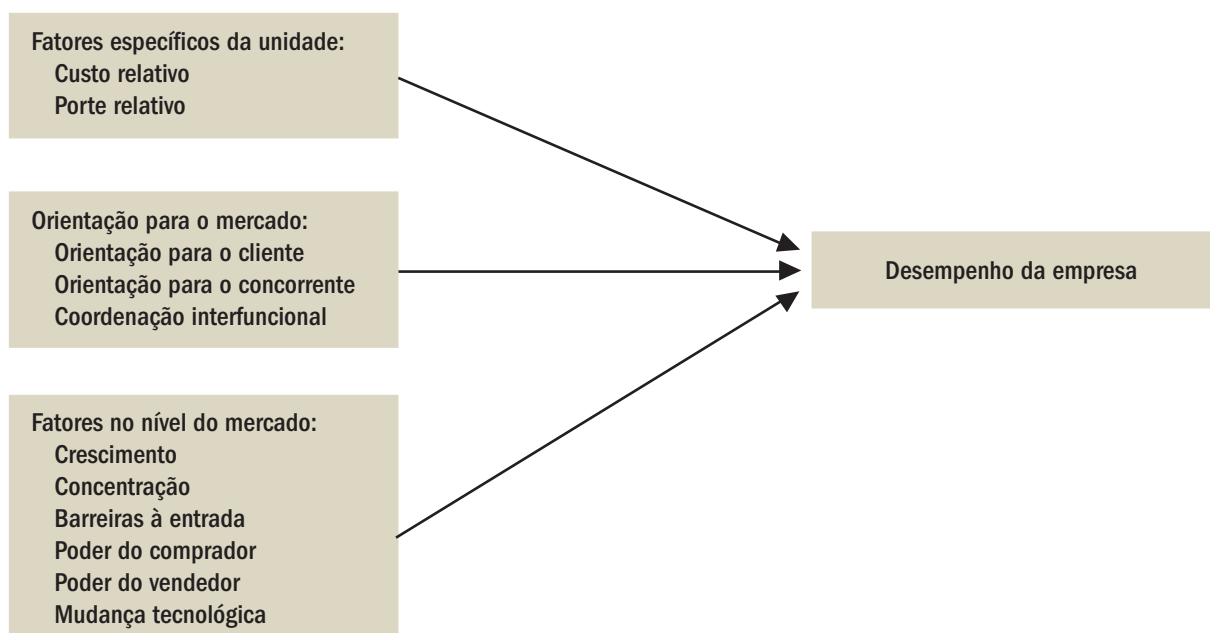 Fatores específicos da unidade:
Custo relativo
Porte relativo
Orientação para o mercado:
Orientação para o cliente
Orientação para o concorrente
Coordenação interfuncional
Desempenho da empresa
Fatores no nível do mercado:
Crescimento
Concentração
Barreiras à entrada
Poder do comprador
Poder do vendedor
Mudança tecnológica